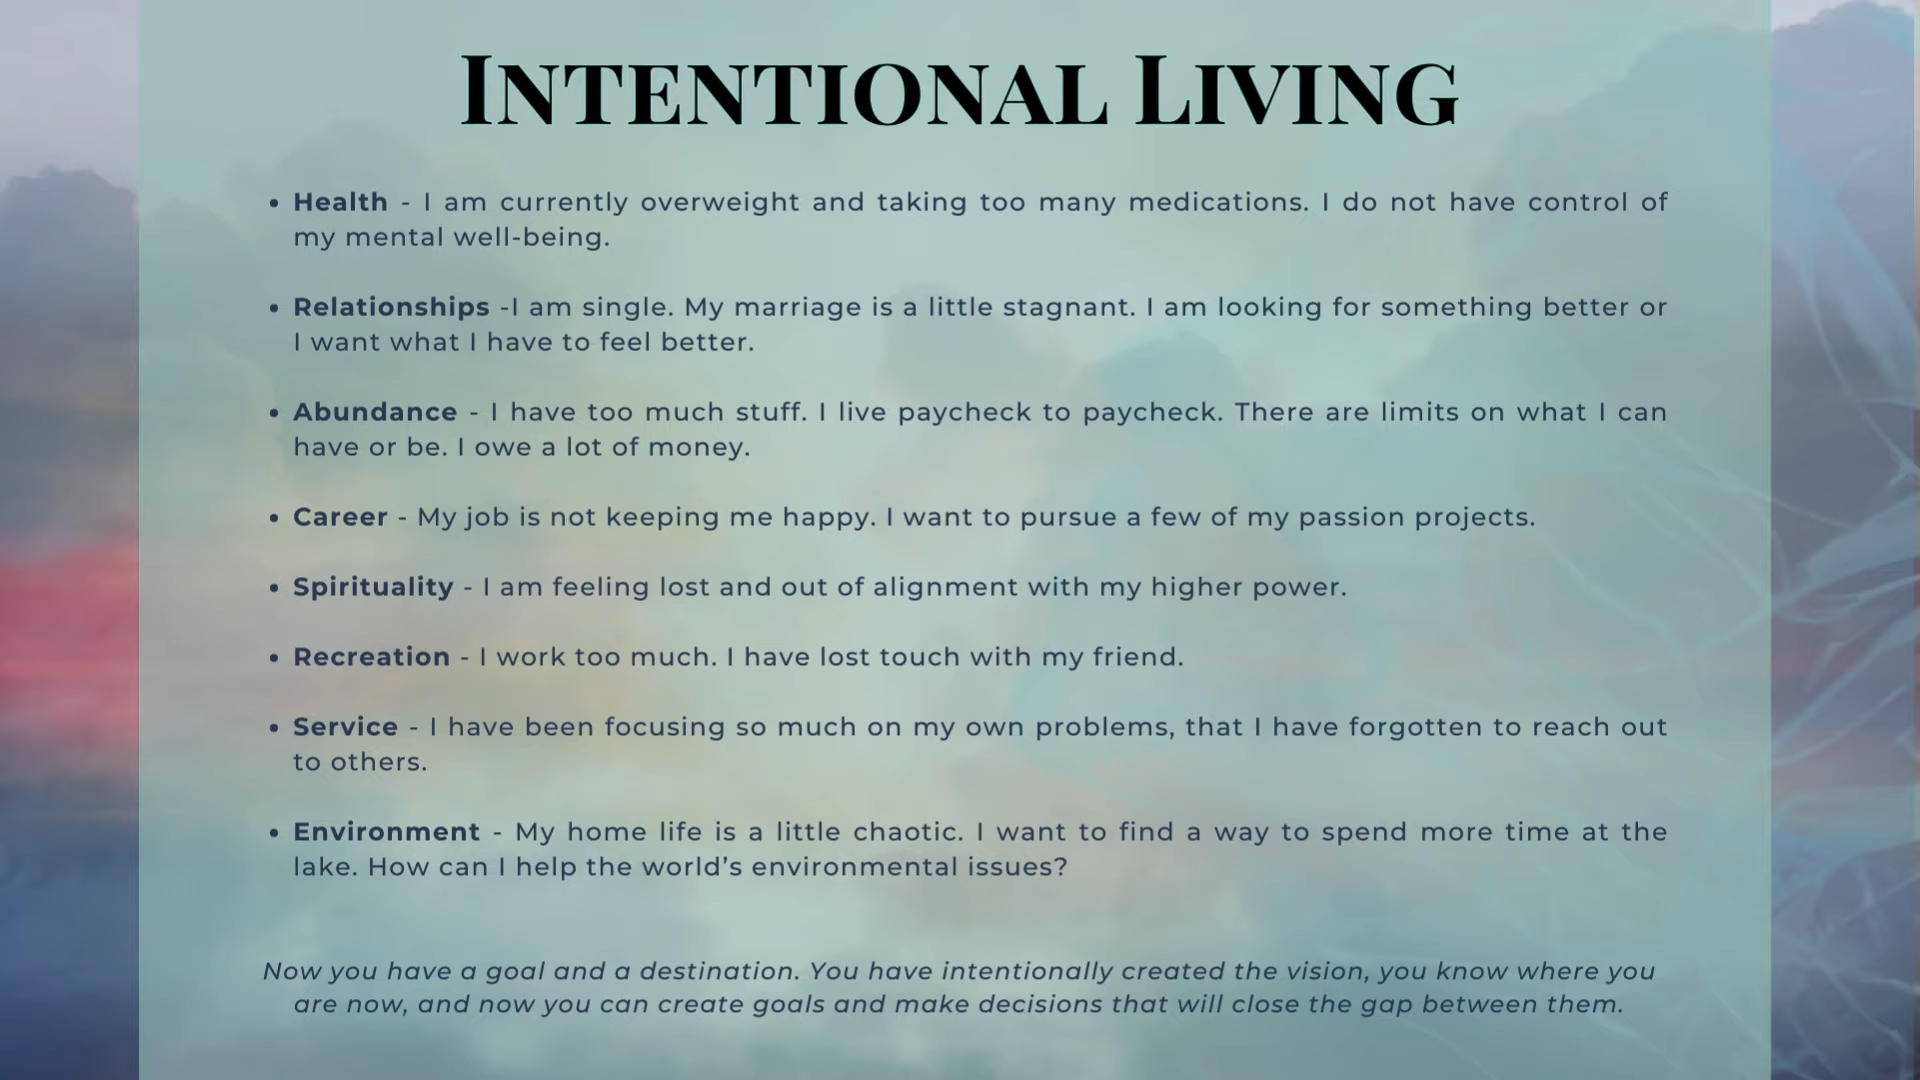 INTENTIONAL LIVING
• Health - I am currently overweight and taking too many medications. I do not have control of
my mental well-being.
• Relationships -I am single. My marriage is a little stagnant. I am looking for something better or
I want what I have to feel better.
• Abundance - I have too much stuff. I live paycheck to paycheck. There are limits on what I can
have or be. I owe a lot of money.
• Career - My job is not keeping me happy. I want to pursue a few of my passion projects.
• Spirituality - I am feeling lost and out of alignment with my higher power.
• Recreation - I work too much. I have lost touch with my friend.
• Service - I have been focusing so much on my own problems, that I have forgotten to reach out
to others.
• Environment - My home life is a little chaotic. I want to find a way to spend more time at the
lake. How can I help the world’s environmental issues?
Now you have a goal and a destination. You have intentionally created the vision, you know where you
are now, and now you can create goals and make decisions that will close the gap between them.